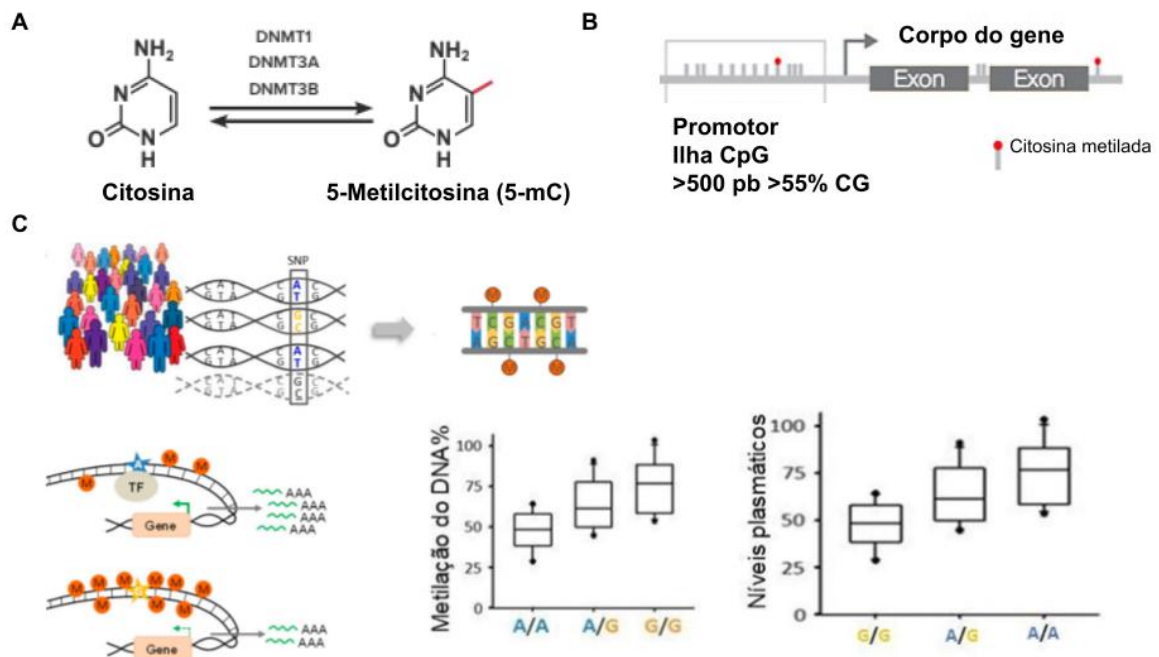 A
NH₂
N
O
N
H
Citosina
DNMT1
DNMT3A
DNMT3B
NH₂
N
O
N
H
5-Metilcitosina (5-mC)
B
Corpo do gene
Exon
Exon
Promotor
Ilha CpG
>500 pb >55% CG
Citosina metilada
C
SNP
C A T A C
G T A T G
C A T G C
G T A C G
C A T A C
G T A T G
C A T G C
G T A C G
M M
T C G A C G T
A G C T G C A
M M
M A M M
TF
Gene
AAA
AAA
AAA
AAA
M M M M M M
M G M M
Gene
AAA
AAA
Metilação do DNA%
100
75
50
25
0
A/A A/G G/G
Níveis plasmáticos
100
75
50
25
0
G/G A/G A/A